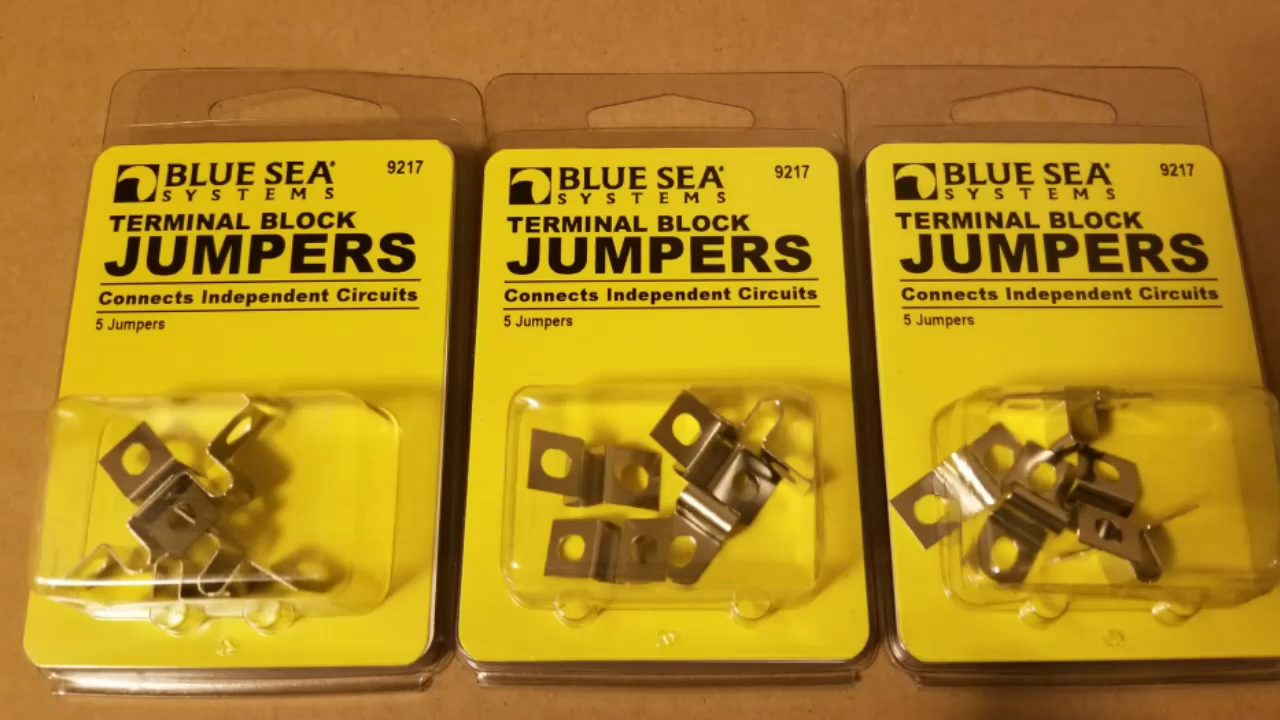 BLUE SEA® 9217
SYSTEMS
TERMINAL BLOCK
JUMPERS
Connects Independent Circuits
5 Jumpers
BLUE SEA® 9217
SYSTEMS
TERMINAL BLOCK
JUMPERS
Connects Independent Circuits
5 Jumpers
BLUE SEA® 9217
SYSTEMS
TERMINAL BLOCK
JUMPERS
Connects Independent Circuits
5 Jumpers